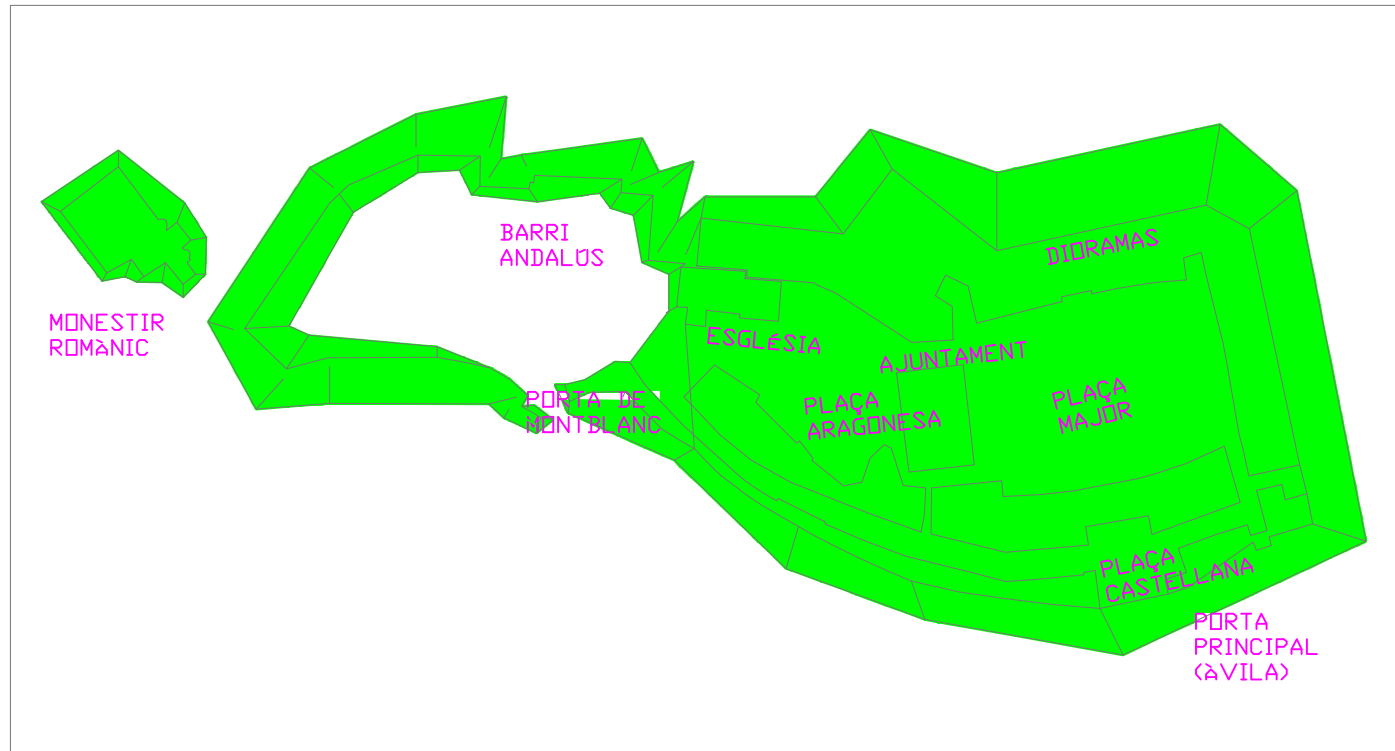 BARRI
ANDALÚS
DIORAMAS
MONESTIR
ROMàNIC
ESGLÉSIA
AJUNTAMENT
PORTA DE
MONTBLANC
PLAÇA
ARAGONESA
PLAÇA
MAJOR
PLAÇA
CASTELLANA
PORTA
PRINCIPAL
(àVILA)